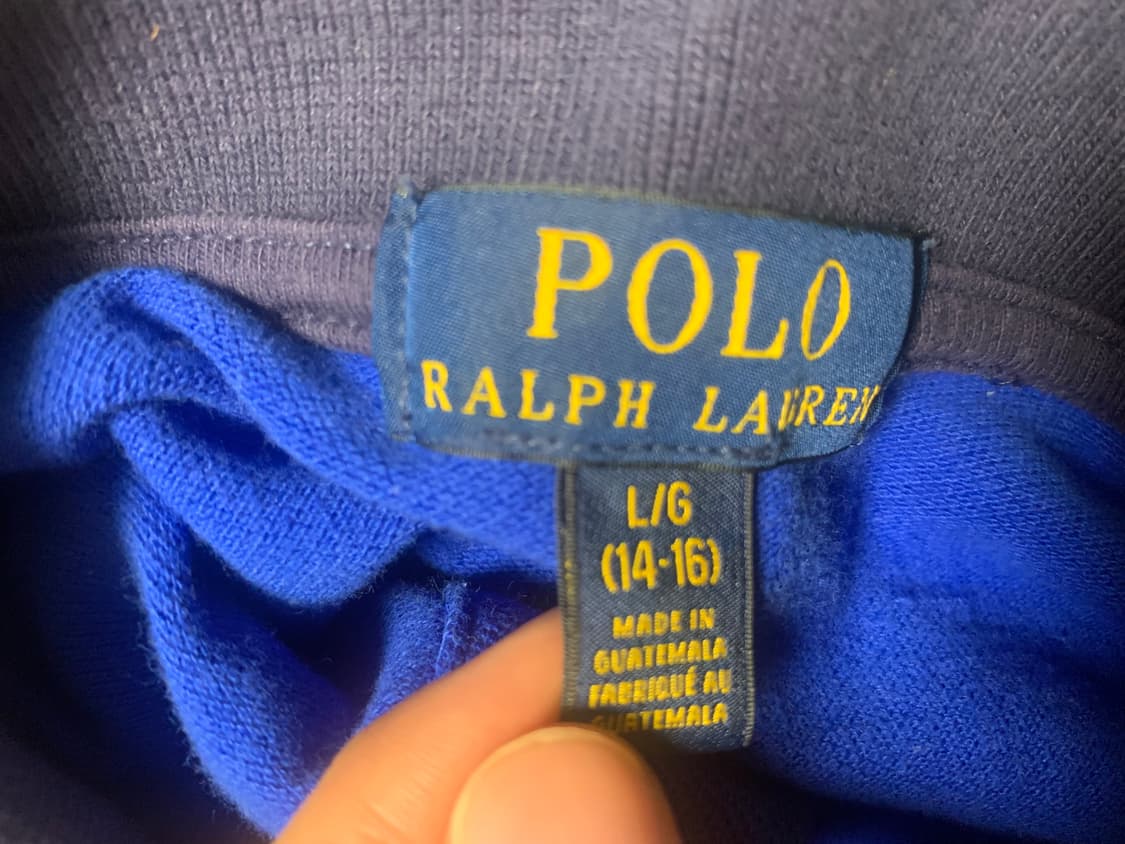 POLO
RALPH LAUREN
L/G
(14-16)
MADE IN
GUATEMALA
FABRIQUÉ AU
GUATEMALA